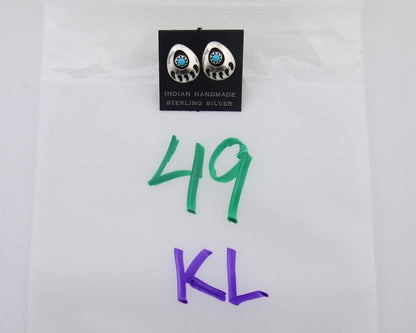 INDIAN HANDMADE
STERLING SILVER
49
KL